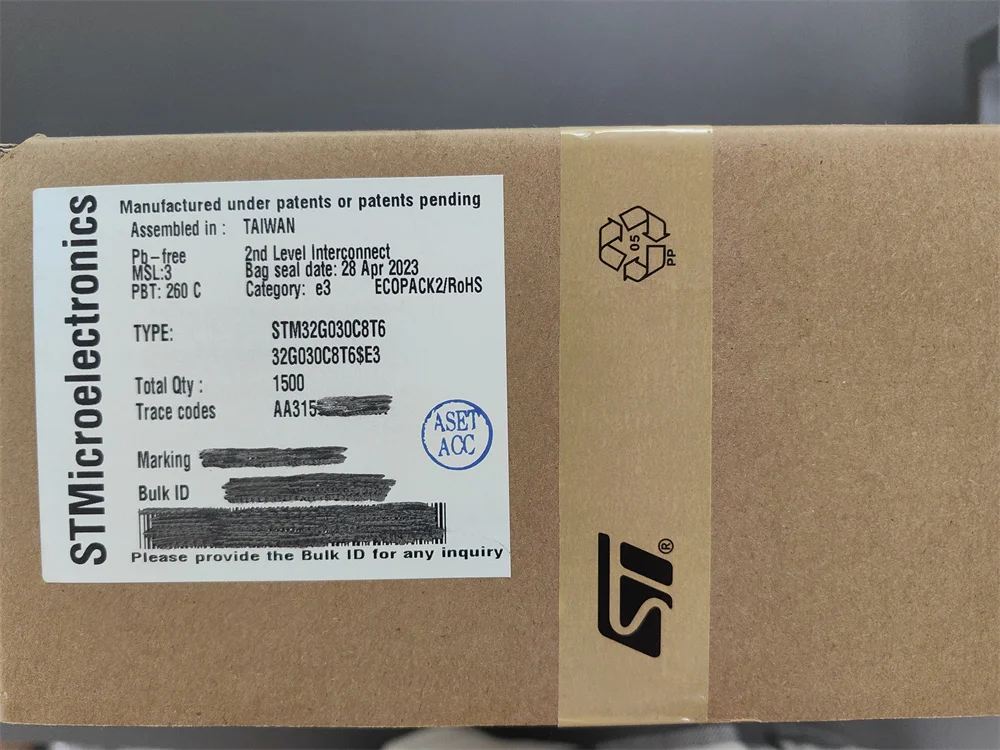 STMicroelectronics
Manufactured under patents or patents pending
Assembled in : TAIWAN
Pb-free 2nd Level Interconnect
MSL:3 Bag seal date: 28 Apr 2023
PBT: 260 C Category: e3 ECOPACK2/RoHS
TYPE: STM32G030C8T6
32G030C8T6$E3
Total Qty : 1500
Trace codes AA315
ASET
ACC
Marking
Bulk ID
Please provide the Bulk ID for any inquiry
05
PP
ST®